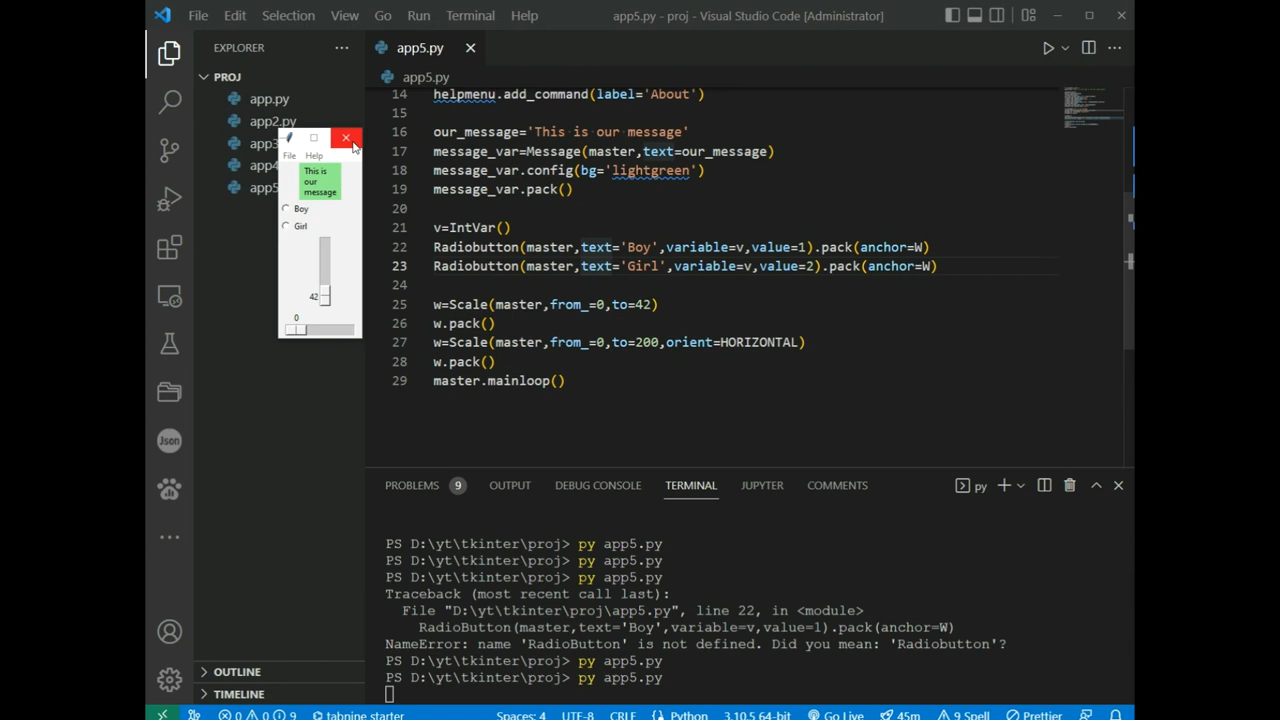 File Edit Selection View Go Run Terminal Help app5.py - proj - Visual Studio Code [Administrator]
EXPLORER
PROJ
app.py
app2.py
app3
app4
app5
File Help
This is
our
message
Boy
Girl
42
0
app5.py
app5.py
14 helpmenu.add_command(label='About')
15
16 our_message='This is our message'
17 message_var=Message(master,text=our_message)
18 message_var.config(bg='lightgreen')
19 message_var.pack()
20
21 v=IntVar()
22 Radiobutton(master,text='Boy',variable=v,value=1).pack(anchor=W)
23 Radiobutton(master,text='Girl',variable=v,value=2).pack(anchor=W)
24
25 w=Scale(master,from_=0,to=42)
26 w.pack()
27 w=Scale(master,from_=0,to=200,orient=HORIZONTAL)
28 w.pack()
29 master.mainloop()
PROBLEMS 9 OUTPUT DEBUG CONSOLE TERMINAL JUPYTER COMMENTS py
PS D:\yt\tkinter\proj> py app5.py
PS D:\yt\tkinter\proj> py app5.py
PS D:\yt\tkinter\proj> py app5.py
Traceback (most recent call last):
File "D:\yt\tkinter\proj\app5.py", line 22, in <module>
RadioButton(master,text='Boy',variable=v,value=1).pack(anchor=W)
NameError: name 'RadioButton' is not defined. Did you mean: 'Radiobutton'?
PS D:\yt\tkinter\proj> py app5.py
PS D:\yt\tkinter\proj> py app5.py
Json
OUTLINE
TIMELINE
0 0 9 tabnine starter Spaces: 4 UTF-8 CRLF Python 3.10.5 64-bit Go Live 45m 9 Spell Prettier